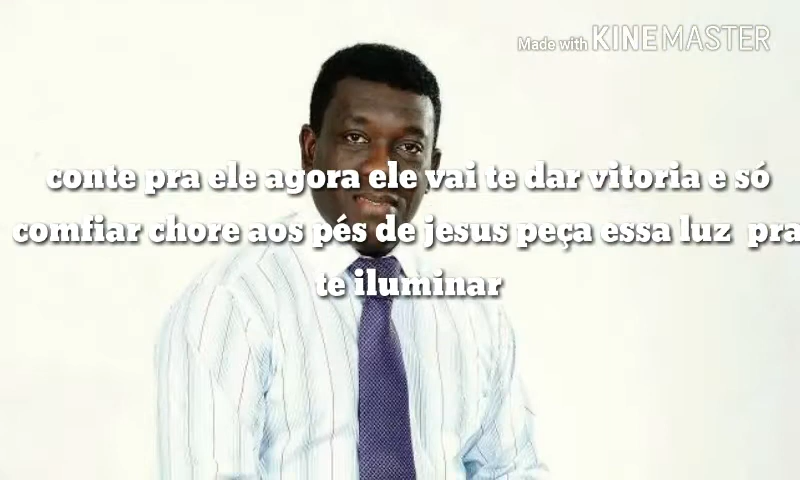 Made with KINEMASTER
conte pra ele agora ele vai te dar vitoria e só
comfiar chore aos pés de jesus peça essa luz pra
te iluminar